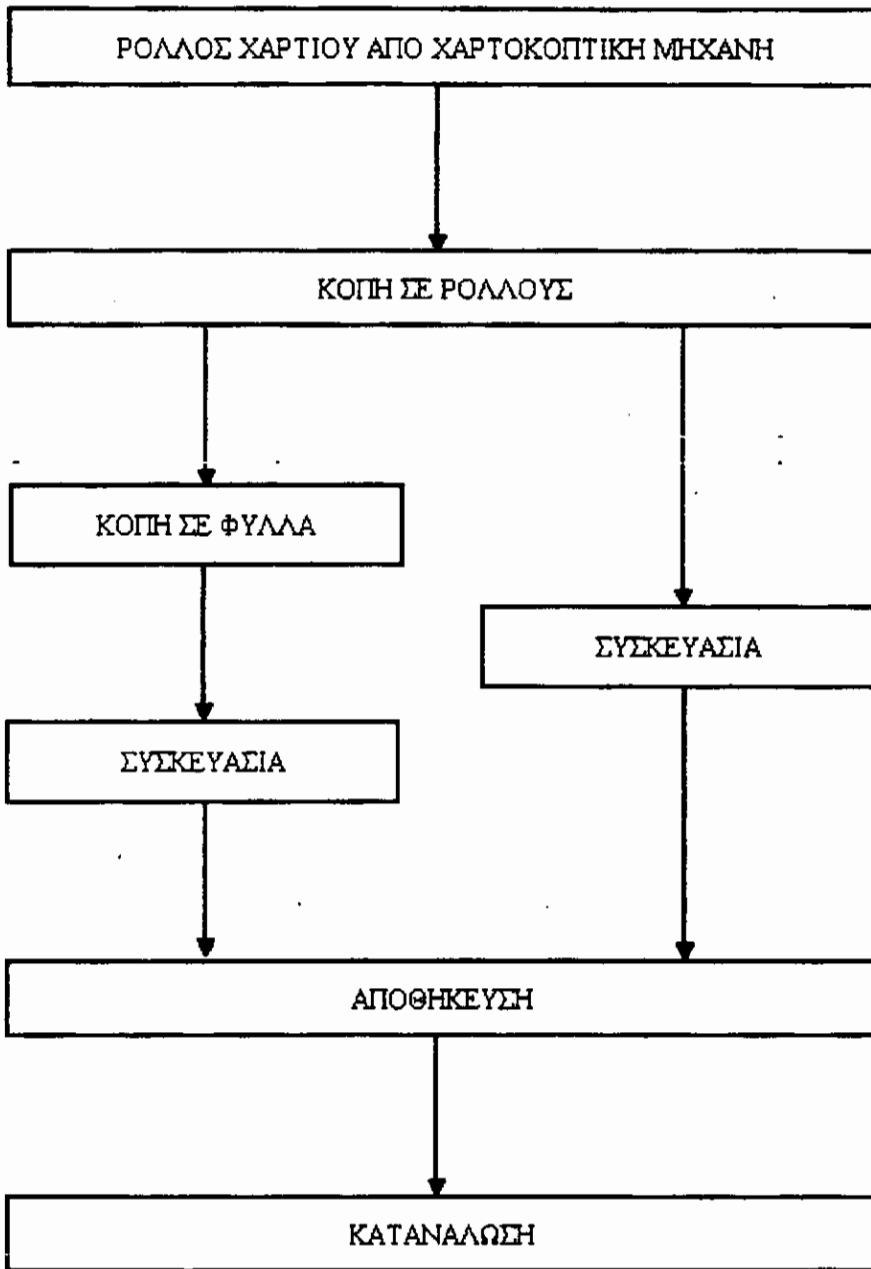 ΡΟΛΛΟΣ ΧΑΡΤΙΟΥ ΑΠΟ ΧΑΡΤΟΚΟΠΤΙΚΗ ΜΗΧΑΝΗ
ΚΟΠΗ ΣΕ ΡΟΛΛΟΥΣ
ΚΟΠΗ ΣΕ ΦΥΛΛΑ
ΣΥΣΚΕΥΑΣΙΑ
ΣΥΣΚΕΥΑΣΙΑ
ΑΠΟΘΗΚΕΥΣΗ
ΚΑΤΑΝΑΛΩΣΗ